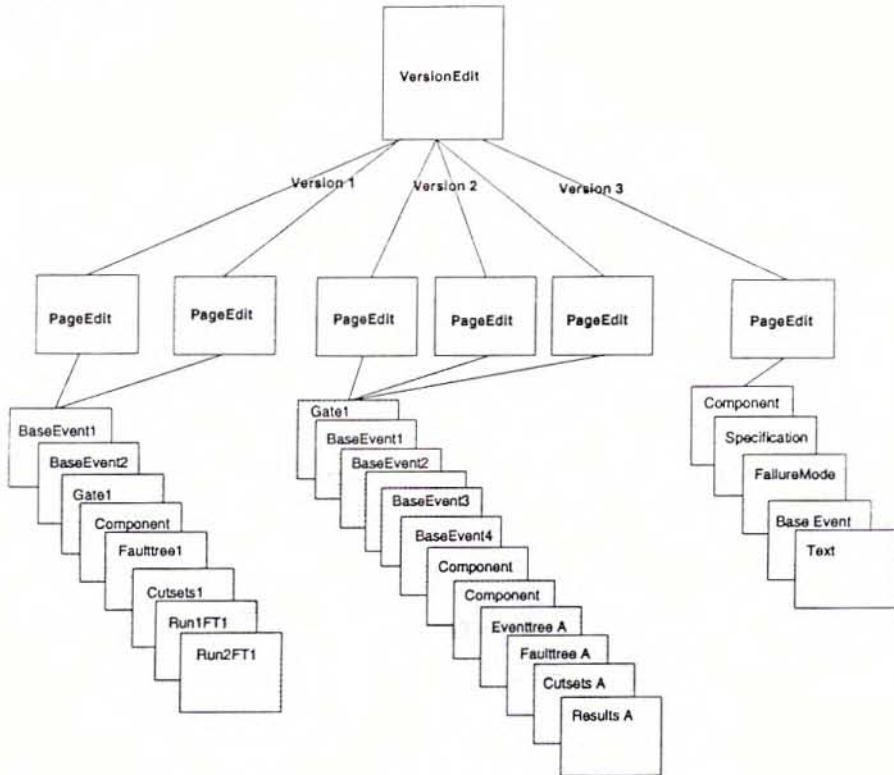 VersionEdit
Version 1
Version 2
Version 3
PageEdit
PageEdit
PageEdit
PageEdit
PageEdit
PageEdit
BaseEvent1
BaseEvent2
Gate1
Component
Faulttree1
Cutsets1
Run1FT1
Run2FT1
Gate1
BaseEvent1
BaseEvent2
BaseEvent3
BaseEvent4
Component
Component
Eventtree A
Faulttree A
Cutsets A
Results A
Component
Specification
FailureMode
Base Event
Text